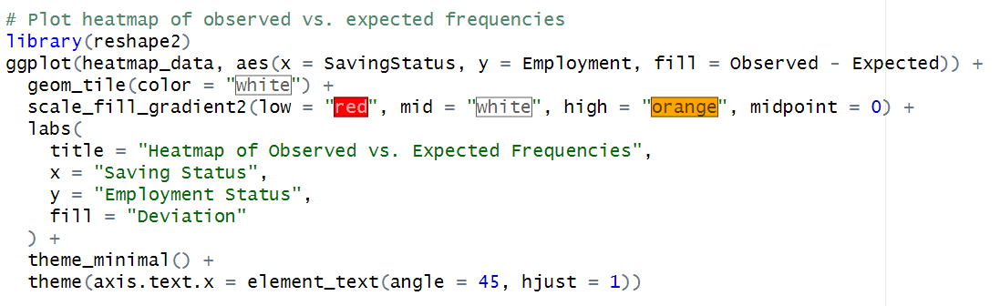 # Plot heatmap of observed vs. expected frequencies
library(reshape2)
ggplot(heatmap_data, aes(x = SavingStatus, y = Employment, fill = Observed - Expected)) +
  geom_tile(color = "white") +
  scale_fill_gradient2(low = "red", mid = "white", high = "orange", midpoint = 0) +
  labs(
    title = "Heatmap of Observed vs. Expected Frequencies",
    x = "Saving Status",
    y = "Employment Status",
    fill = "Deviation"
  ) +
  theme_minimal() +
  theme(axis.text.x = element_text(angle = 45, hjust = 1))